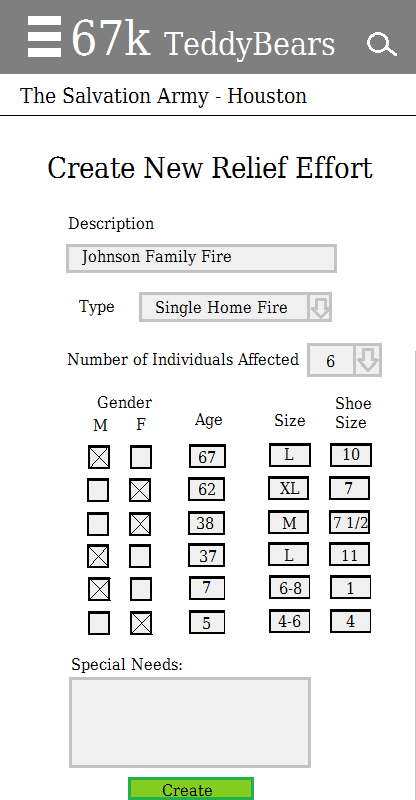 67k TeddyBears
The Salvation Army - Houston
Create New Relief Effort
Description
Johnson Family Fire
Type Single Home Fire
Number of Individuals Affected 6
Gender
M F Age Size Shoe Size
67 L 10
62 XL 7
38 M 7 1/2
37 L 11
7 6-8 1
5 4-6 4
Special Needs:
Create